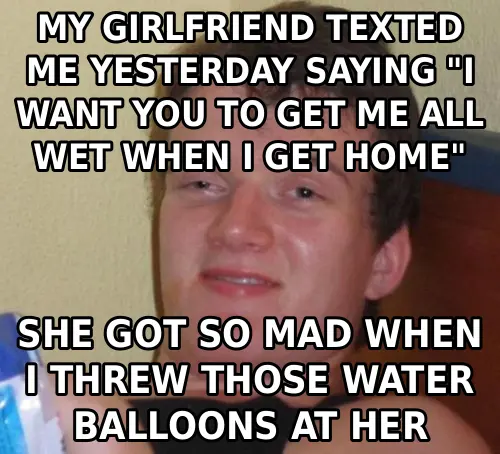 MY GIRLFRIEND TEXTED
ME YESTERDAY SAYING "I
WANT YOU TO GET ME ALL
WET WHEN I GET HOME"
SHE GOT SO MAD WHEN
I THREW THOSE WATER
BALLOONS AT HER